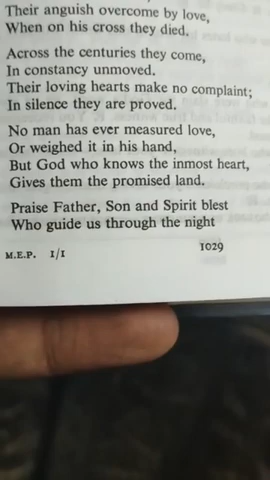 Their anguish overcome by love,
When on his cross they died.
Across the centuries they come,
In constancy unmoved.
Their loving hearts make no complaint;
In silence they are proved.
No man has ever measured love,
Or weighed it in his hand,
But God who knows the inmost heart,
Gives them the promised land.
Praise Father, Son and Spirit blest
Who guide us through the night
M.E.P. I/I 1029